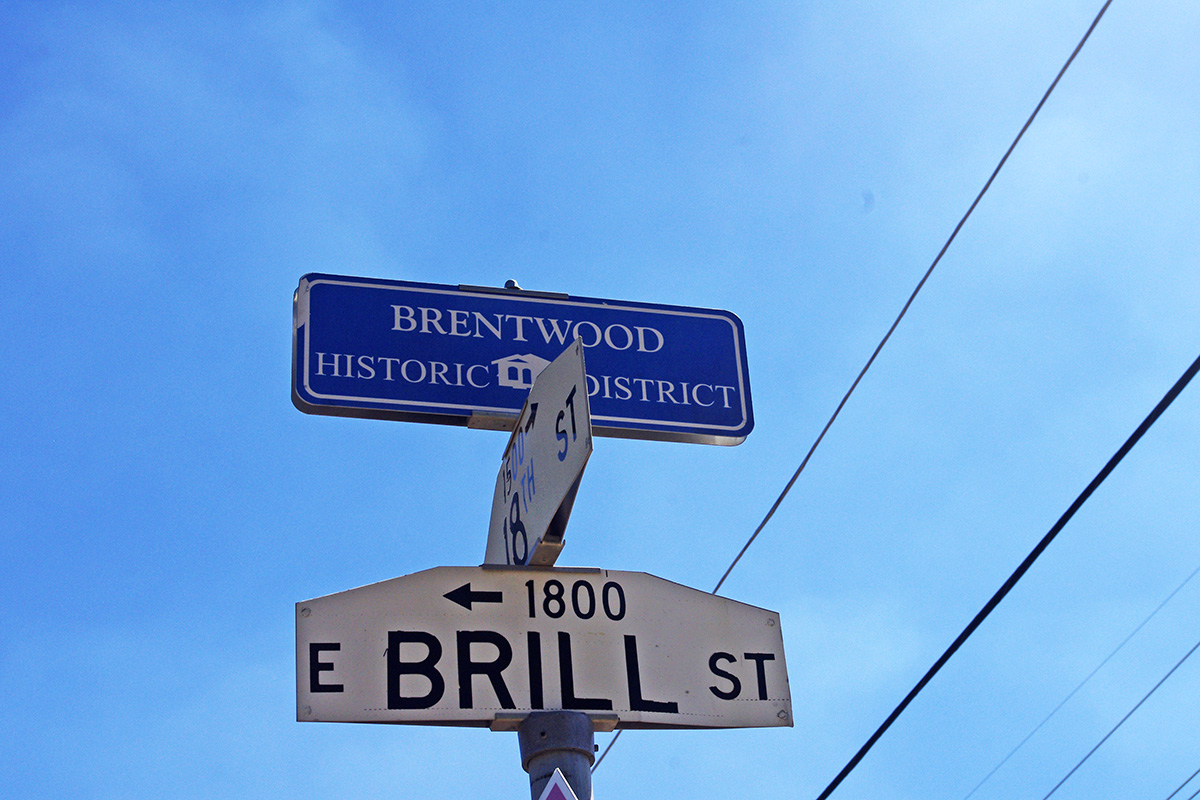 BRENTWOOD
HISTORIC DISTRICT
1500
18TH ST
1800
E BRILL ST